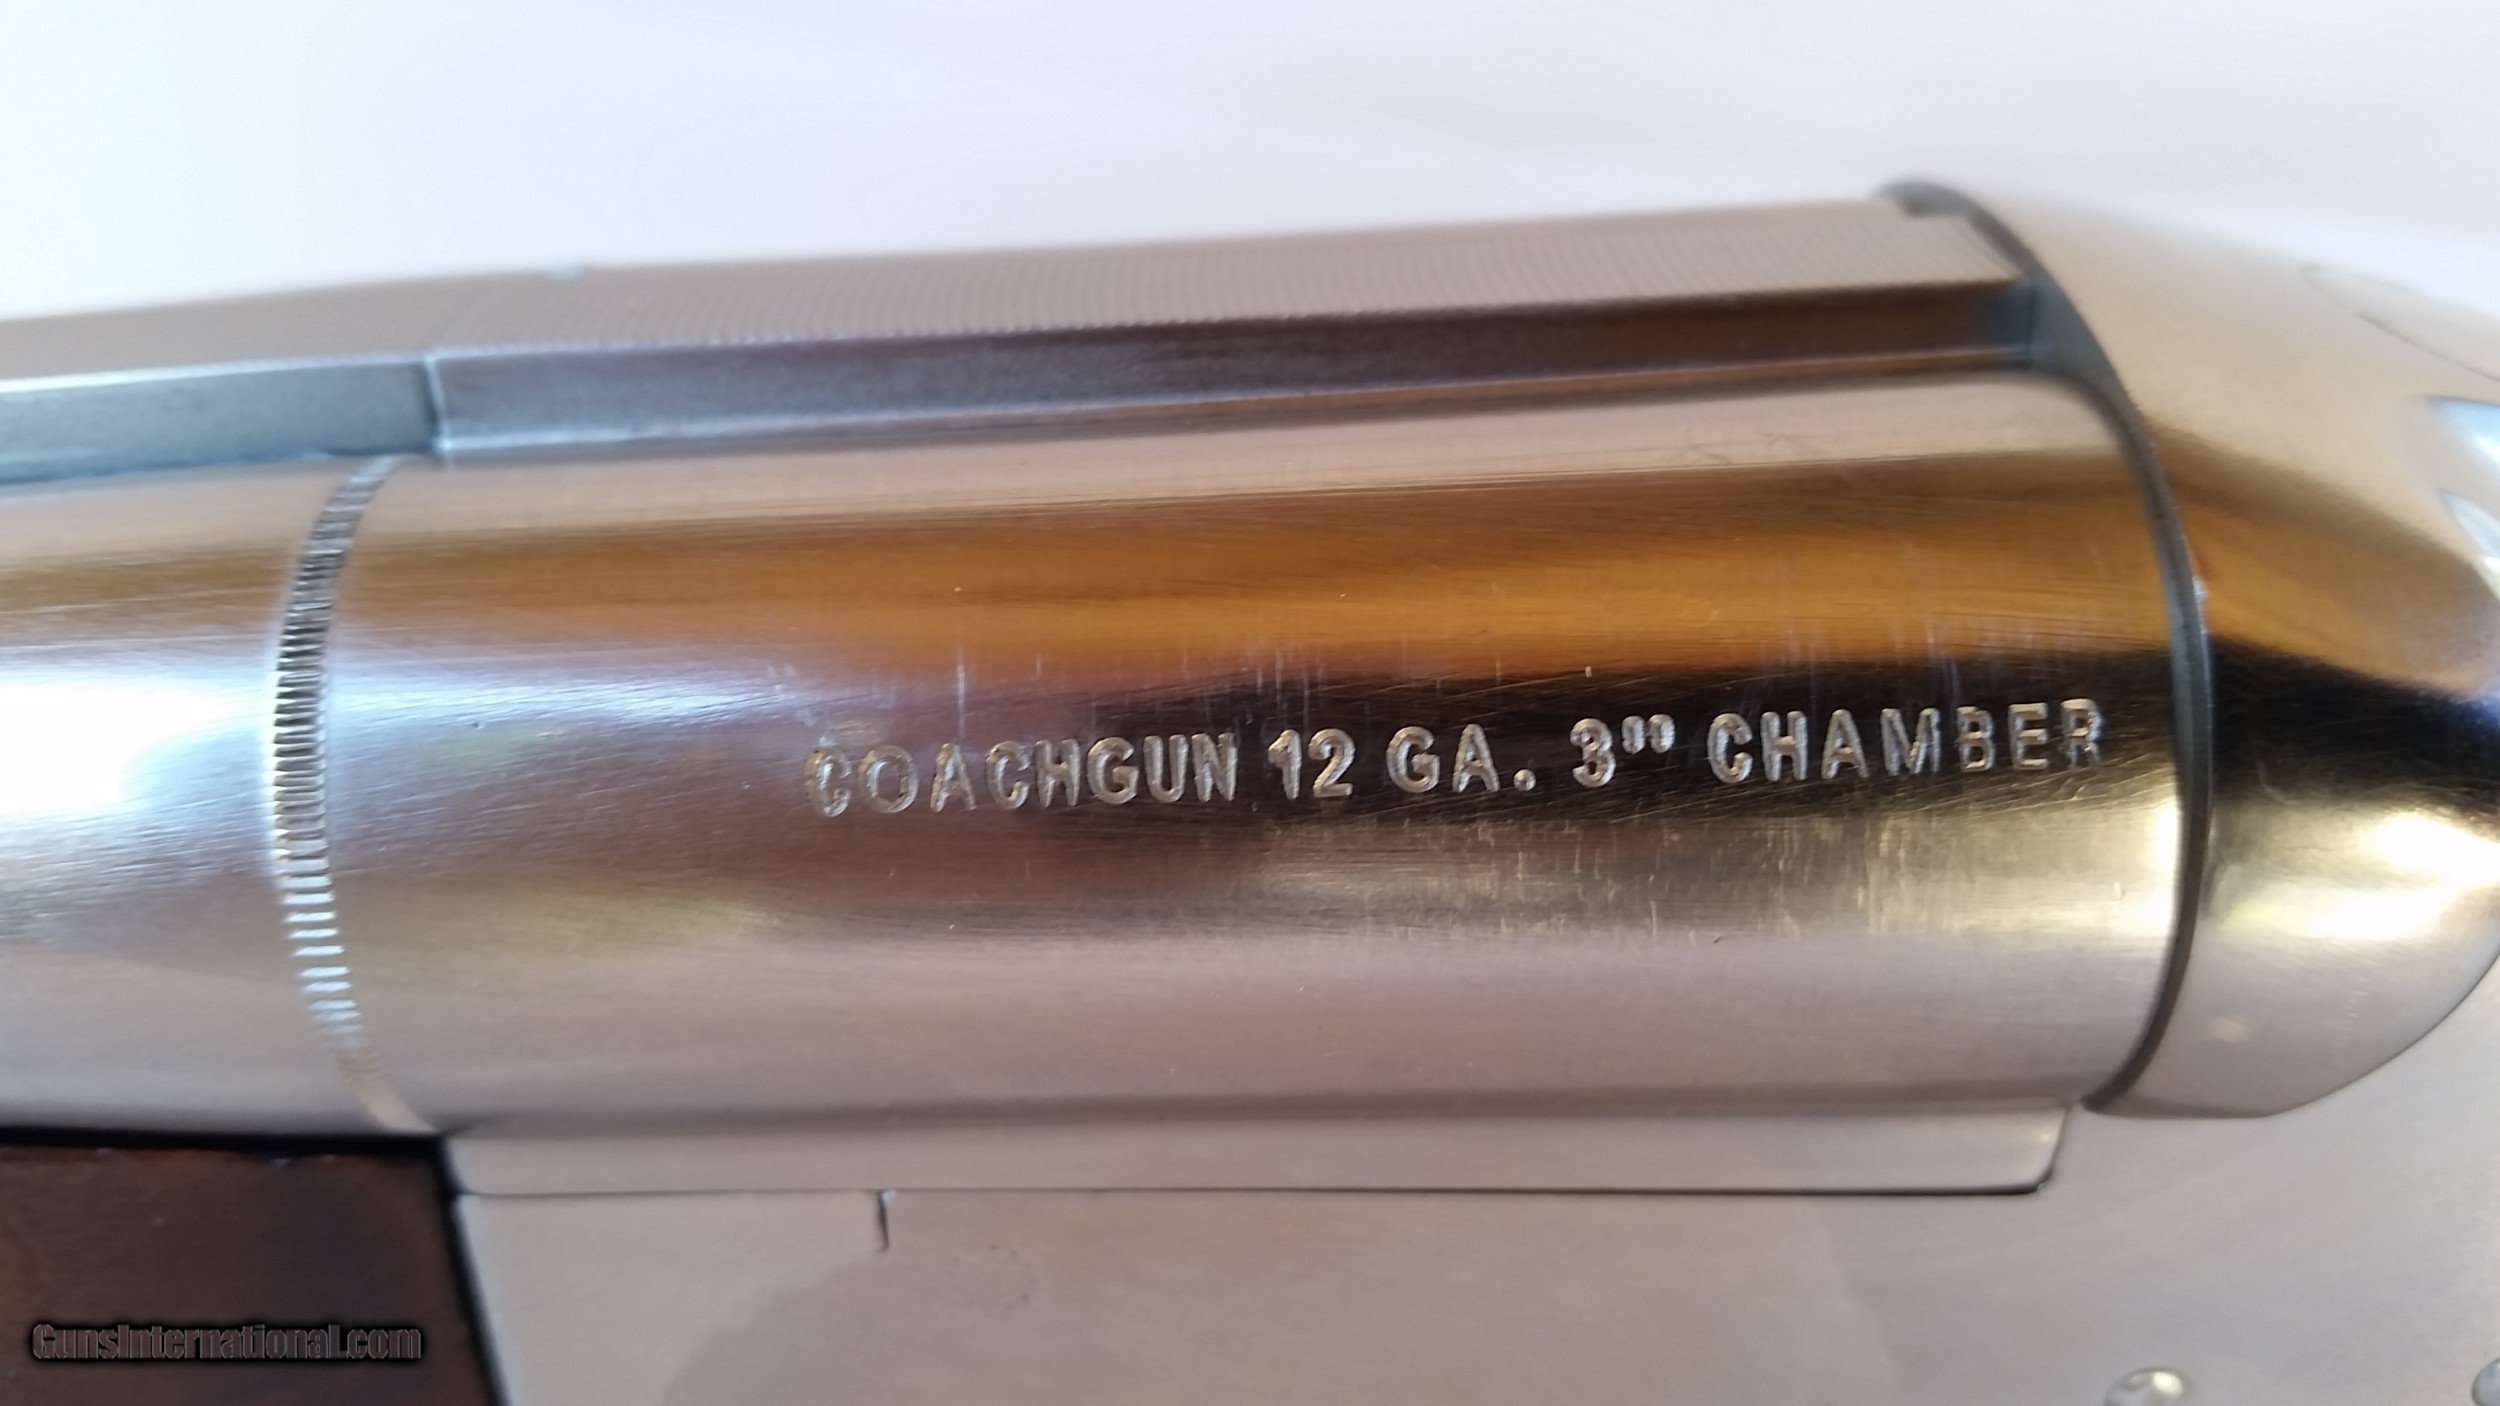 COACHGUN 12 GA. 3" CHAMBER
GunsInternational.com